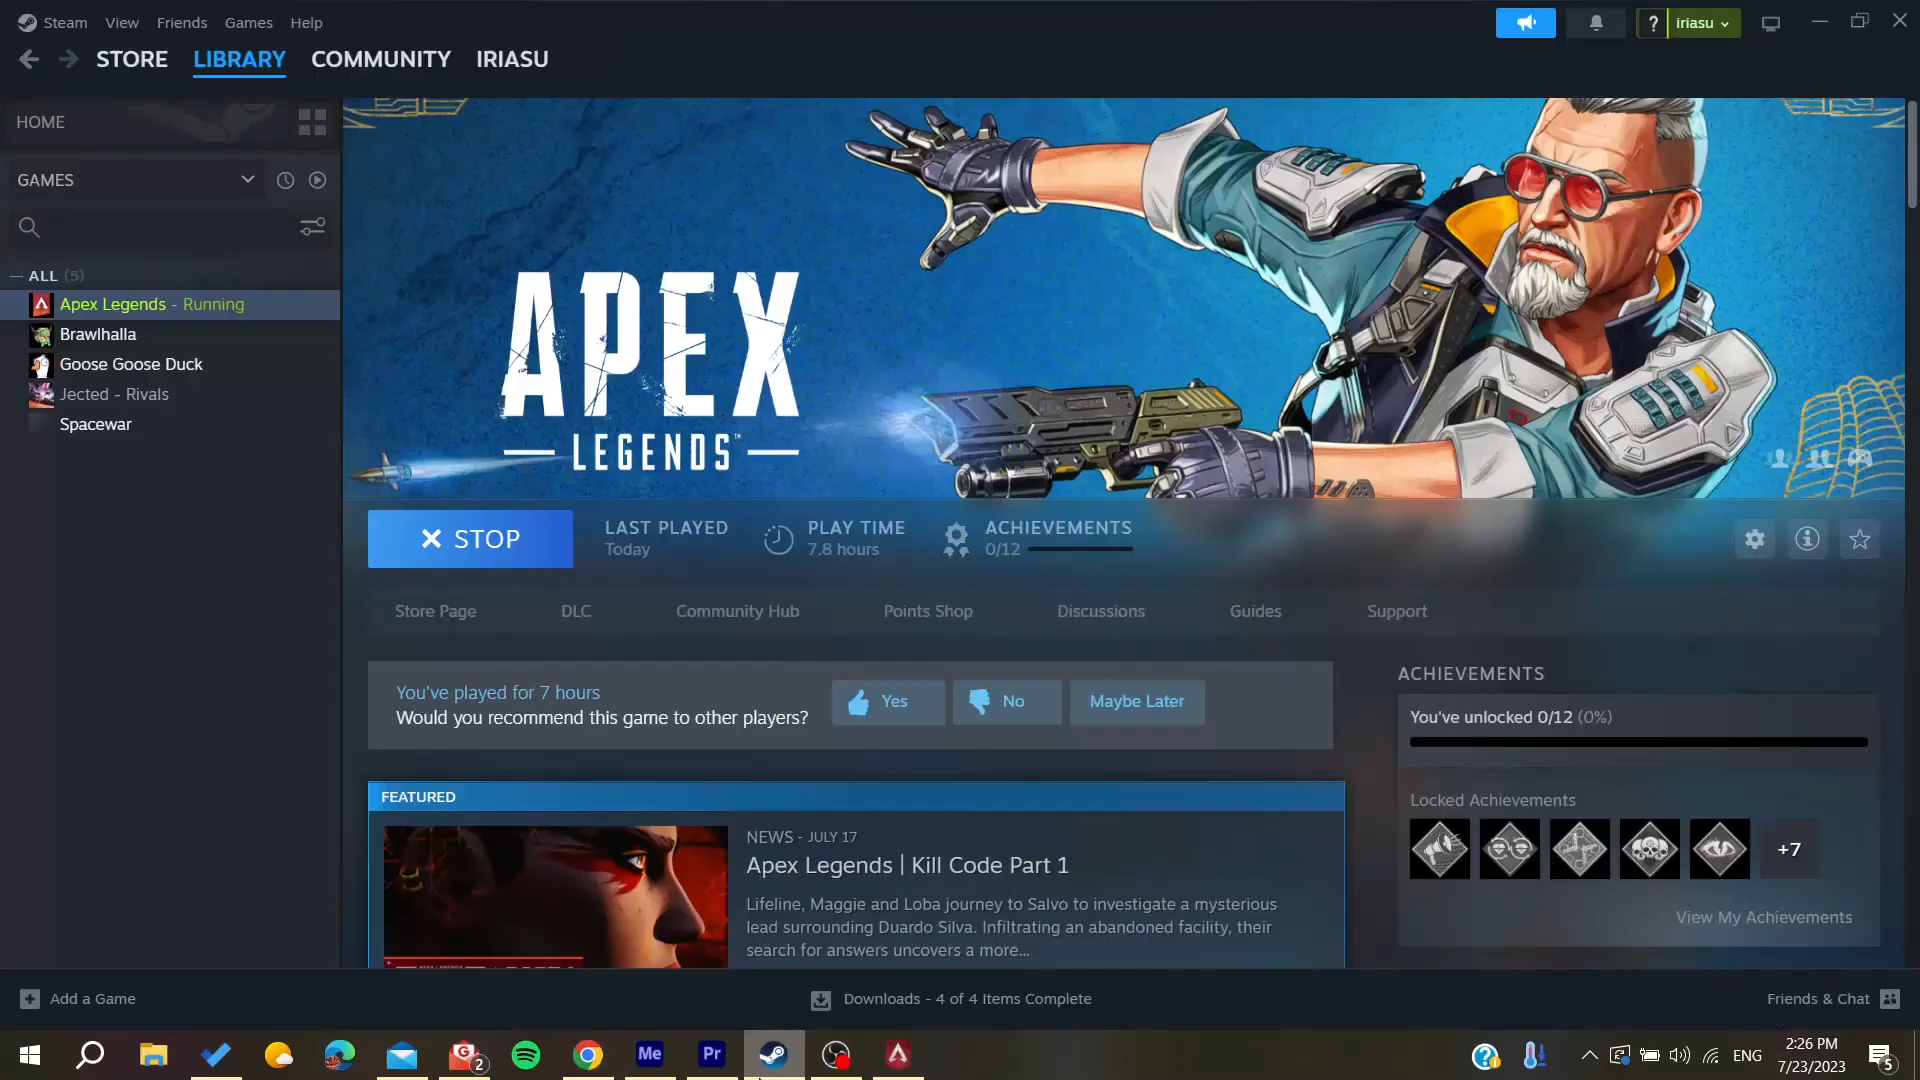 Steam View Friends Games Help
iriasu
STORE LIBRARY COMMUNITY IRIASU
HOME
GAMES
ALL (5)
Apex Legends - Running
Brawlhalla
Goose Goose Duck
Jected - Rivals
Spacewar
APEX
LEGENDS™
STOP
LAST PLAYED
Today
PLAY TIME
7.8 hours
ACHIEVEMENTS
0/12
Store Page DLC Community Hub Points Shop Discussions Guides Support
You've played for 7 hours
Would you recommend this game to other players?
Yes No Maybe Later
FEATURED
NEWS - JULY 17
Apex Legends | Kill Code Part 1
Lifeline, Maggie and Loba journey to Salvo to investigate a mysterious
lead surrounding Duardo Silva. Infiltrating an abandoned facility, their
search for answers uncovers a more...
ACHIEVEMENTS
You've unlocked 0/12 (0%)
Locked Achievements
+7
View My Achievements
Add a Game
Downloads - 4 of 4 Items Complete
Friends & Chat
2
Me
Pr
ENG
2:26 PM
7/23/2023
5